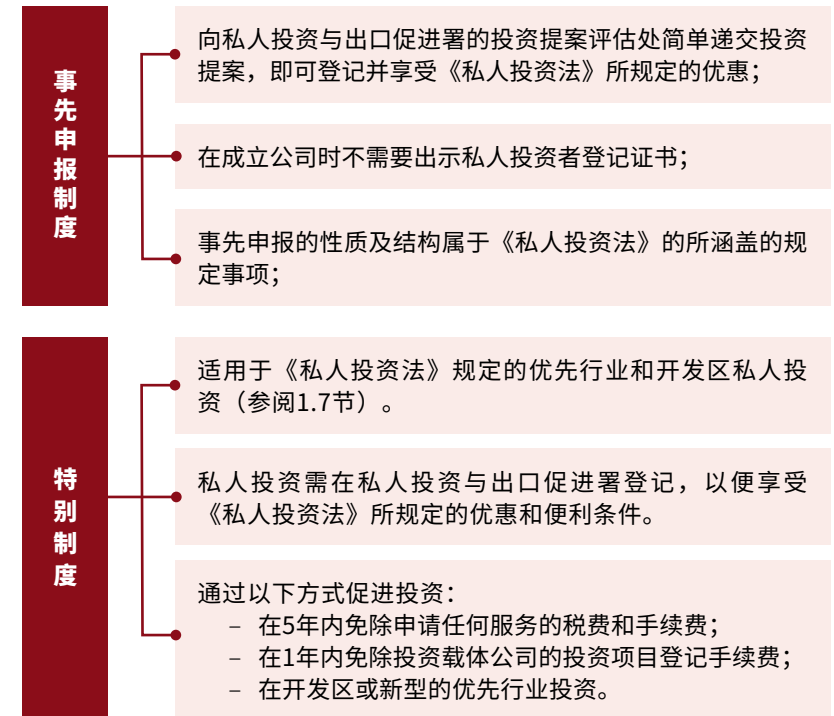 事先申报制度
向私人投资与出口促进署的投资提案评估处简单递交投资
提案，即可登记并享受《私人投资法》所规定的优惠；
在成立公司时不需要出示私人投资者登记证书；
事先申报的性质及结构属于《私人投资法》的所涵盖的规
定事项；
特别制度
适用于《私人投资法》规定的优先行业和开发区私人投
资（参阅1.7节）。
私人投资需在私人投资与出口促进署登记，以便享受
《私人投资法》所规定的优惠和便利条件。
通过以下方式促进投资：
– 在5年内免除申请任何服务的税费和手续费；
– 在1年内免除投资载体公司的投资项目登记手续费；
– 在开发区或新型的优先行业投资。